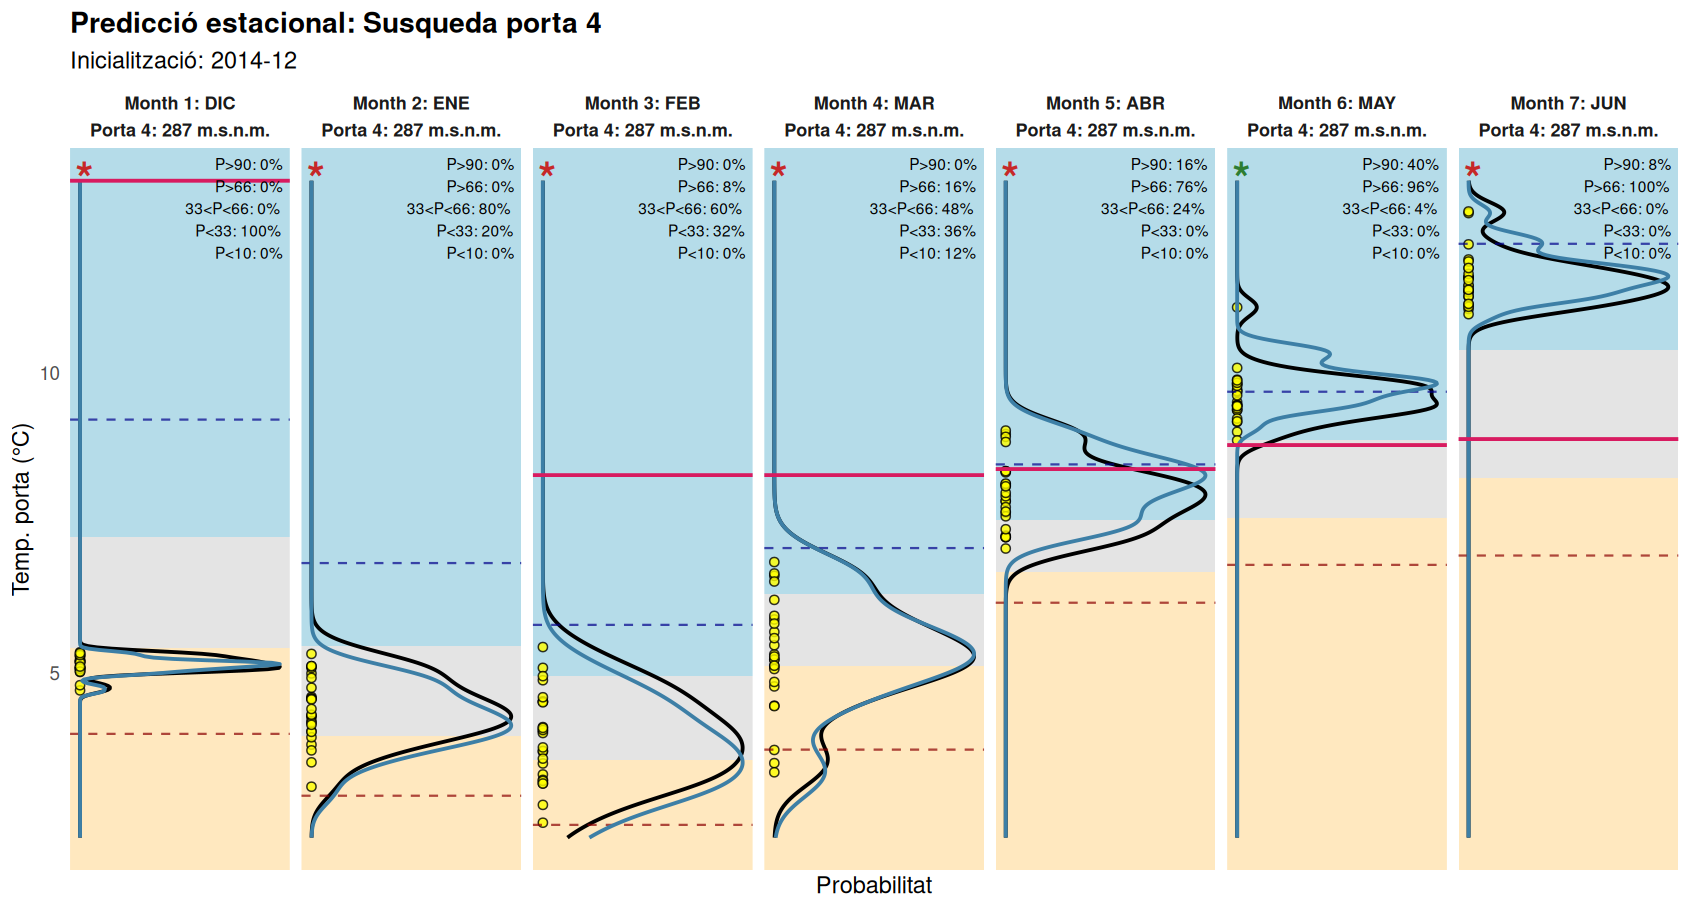 Predicció estacional: Susqueda porta 4
Inicialització: 2014-12
Month 1: DIC
Porta 4: 287 m.s.n.m.
Month 2: ENE
Porta 4: 287 m.s.n.m.
Month 3: FEB
Porta 4: 287 m.s.n.m.
Month 4: MAR
Porta 4: 287 m.s.n.m.
Month 5: ABR
Porta 4: 287 m.s.n.m.
Month 6: MAY
Porta 4: 287 m.s.n.m.
Month 7: JUN
Porta 4: 287 m.s.n.m.
*
P>90: 0%
P>66: 0%
33<P<66: 0%
P<33: 100%
P<10: 0%
*
P>90: 0%
P>66: 0%
33<P<66: 80%
P<33: 20%
P<10: 0%
*
P>90: 0%
P>66: 8%
33<P<66: 60%
P<33: 32%
P<10: 0%
*
P>90: 0%
P>66: 16%
33<P<66: 48%
P<33: 36%
P<10: 12%
*
P>90: 16%
P>66: 76%
33<P<66: 24%
P<33: 0%
P<10: 0%
*
P>90: 40%
P>66: 96%
33<P<66: 4%
P<33: 0%
P<10: 0%
*
P>90: 8%
P>66: 100%
33<P<66: 0%
P<33: 0%
P<10: 0%
10
5
Temp. porta (°C)
Probabilitat